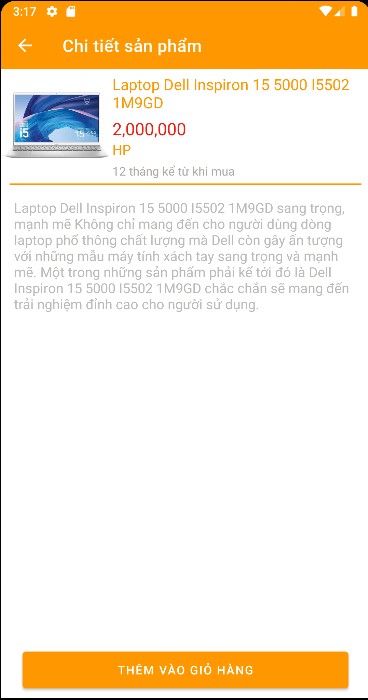 3:17
Chi tiết sản phẩm
Laptop Dell Inspiron 15 5000 I5502
1M9GD
2,000,000
HP
12 tháng kể từ khi mua
Laptop Dell Inspiron 15 5000 I5502 1M9GD sang trọng,
mạnh mẽ Không chỉ mang đến cho người dùng dòng
laptop phổ thông chất lượng mà Dell còn gây ấn tượng
với những mẫu máy tính xách tay sang trọng và mạnh
mẽ. Một trong những sản phẩm phải kể tới đó là Dell
Inspiron 15 5000 I5502 1M9GD chắc chắn sẽ mang đến
trải nghiệm đỉnh cao cho người sử dụng.
THÊM VÀO GIỎ HÀNG